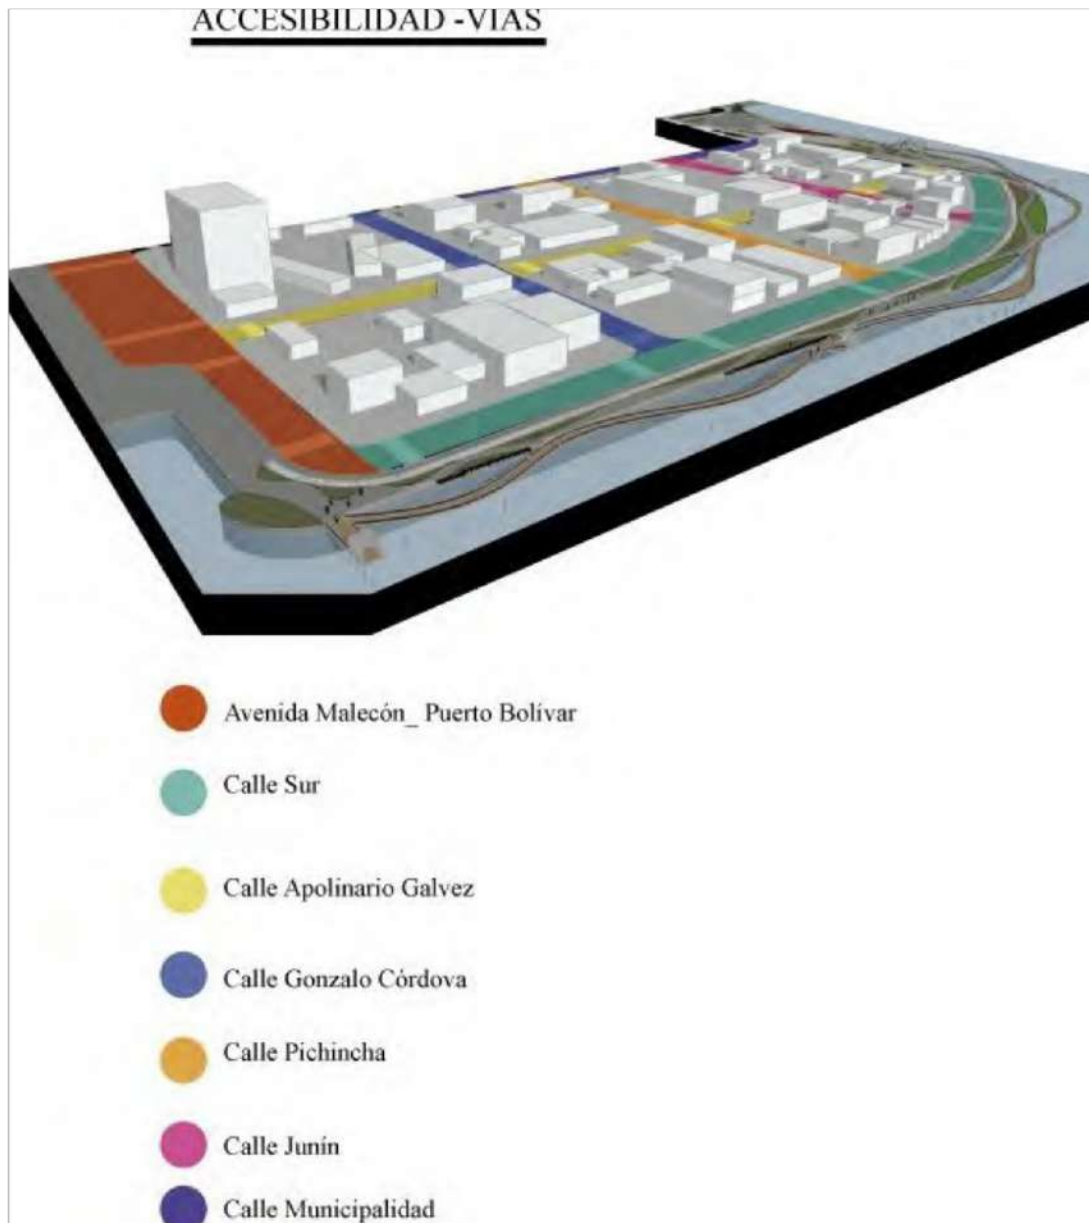 ACCESIBILIDAD -VIAS
Avenida Malecón_ Puerto Bolívar
Calle Sur
Calle Apolinario Galvez
Calle Gonzalo Córdova
Calle Pichincha
Calle Junín
Calle Municipalidad